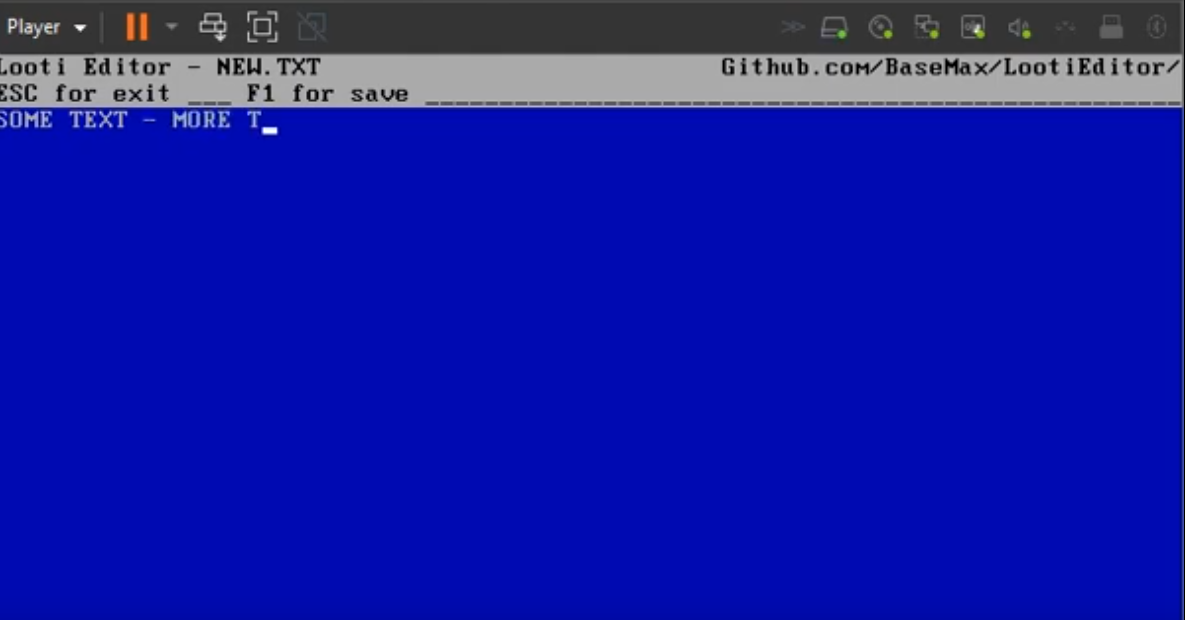 Player
Looti Editor - NEW.TXT Github.com/BaseMax/LootiEditor/
ESC for exit ___ F1 for save ____________________________________________________
SOME TEXT - MORE T_